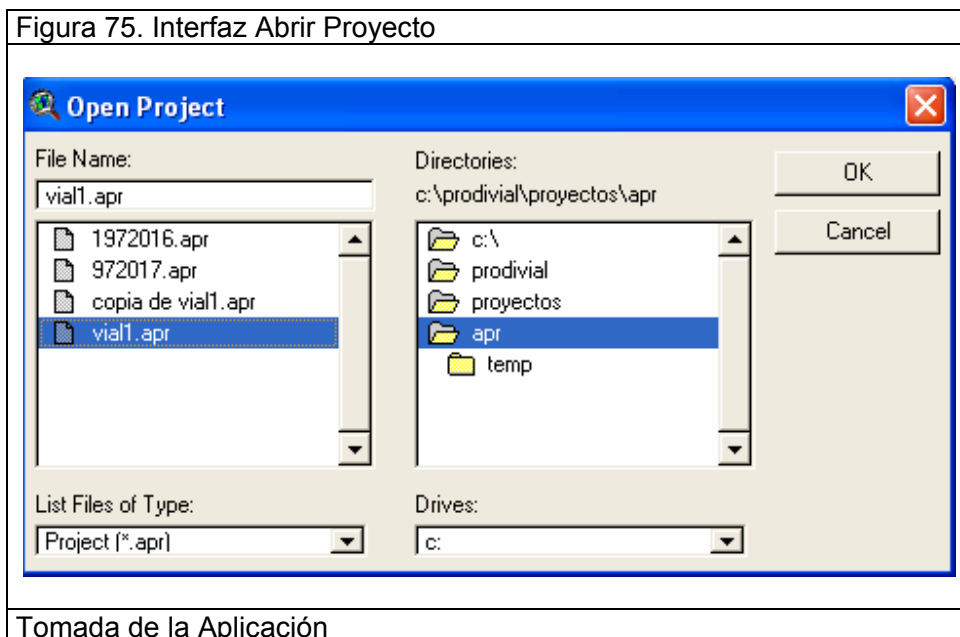 Figura 75. Interfaz Abrir Proyecto
Open Project
File Name:
vial1.apr
1972016.apr
972017.apr
copia de vial1.apr
vial1.apr
List Files of Type:
Project (*.apr)
Directories:
c:\prodivial\proyectos\apr
c:\
prodivial
proyectos
apr
temp
Drives:
c:
OK
Cancel
Tomada de la Aplicación